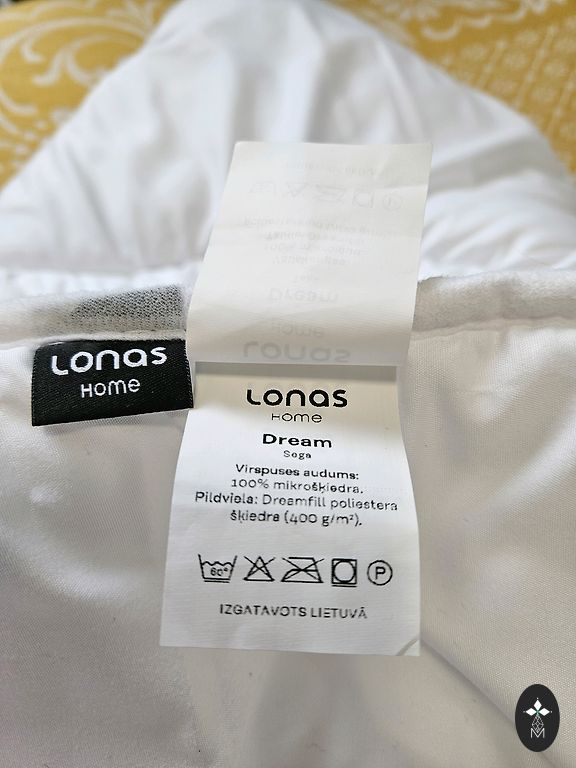 Lonas
HOME
Lonas
HOME
Dream
Sega
Virspuses audums:
100% mikrošķiedra.
Pildviela: Dreamfill poliestera
šķiedra (400 g/m²).
60°
P
IZGATAVOTS LIETUVĀ
M